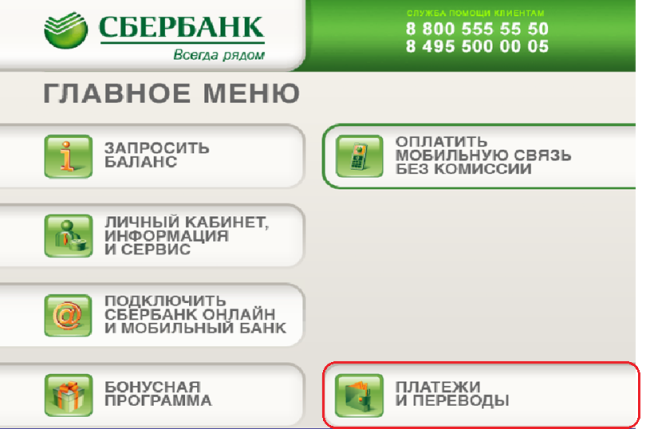 СБЕРБАНК
Всегда рядом
СЛУЖБА ПОМОЩИ КЛИЕНТАМ
8 800 555 55 50
8 495 500 00 05
ГЛАВНОЕ МЕНЮ
ЗАПРОСИТЬ
БАЛАНС
ОПЛАТИТЬ
МОБИЛЬНУЮ СВЯЗЬ
БЕЗ КОМИССИИ
ЛИЧНЫЙ КАБИНЕТ,
ИНФОРМАЦИЯ
И СЕРВИС
ПОДКЛЮЧИТЬ
СБЕРБАНК ОНЛАЙН
И МОБИЛЬНЫЙ БАНК
БОНУСНАЯ
ПРОГРАММА
ПЛАТЕЖИ
И ПЕРЕВОДЫ